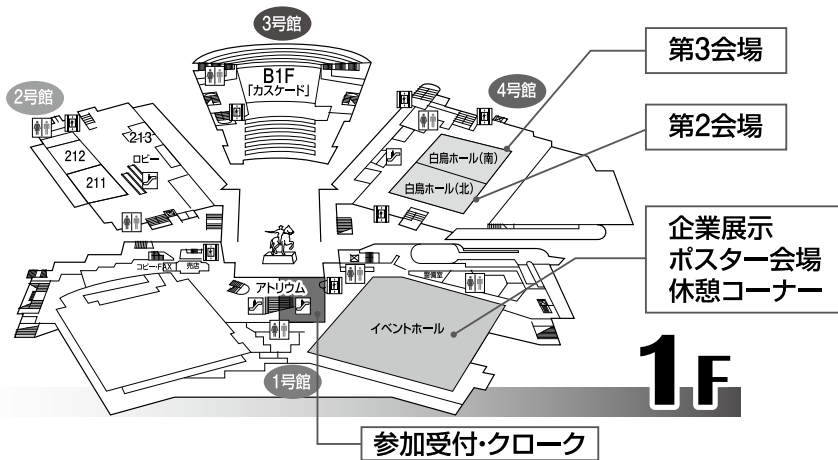 3号館
B1F
「カスケード」
第3会場
2号館
4号館
第2会場
213
212
ロビー
211
白鳥ホール(南)
白鳥ホール(北)
企業展示
ポスター会場
休憩コーナー
コピー・FAX
売店
警備室
アトリウム
イベントホール
1号館
1F
参加受付・クローク